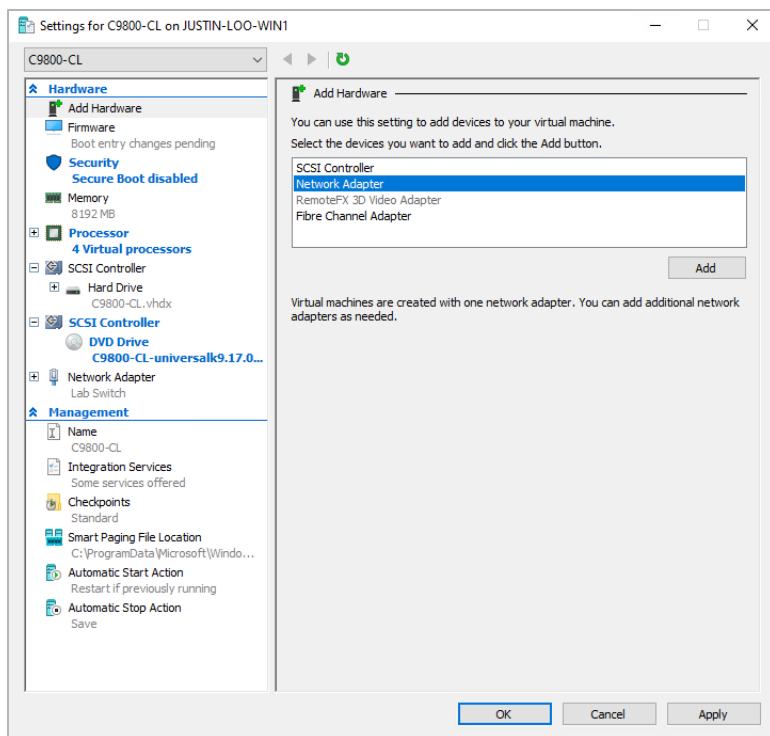 Settings for C9800-CL on JUSTIN-LOO-WIN1
C9800-CL
Hardware
Add Hardware
Firmware
Boot entry changes pending
Security
Secure Boot disabled
Memory
8192 MB
Processor
4 Virtual processors
SCSI Controller
Hard Drive
C9800-CL.vhdx
SCSI Controller
DVD Drive
C9800-CL-universalk9.17.0...
Network Adapter
Lab Switch
Management
Name
C9800-CL
Integration Services
Some services offered
Checkpoints
Standard
Smart Paging File Location
C:\ProgramData\Microsoft\Windo...
Automatic Start Action
Restart if previously running
Automatic Stop Action
Save
Add Hardware
You can use this setting to add devices to your virtual machine.
Select the devices you want to add and click the Add button.
SCSI Controller
Network Adapter
RemoteFX 3D Video Adapter
Fibre Channel Adapter
Add
Virtual machines are created with one network adapter. You can add additional network
adapters as needed.
OK
Cancel
Apply